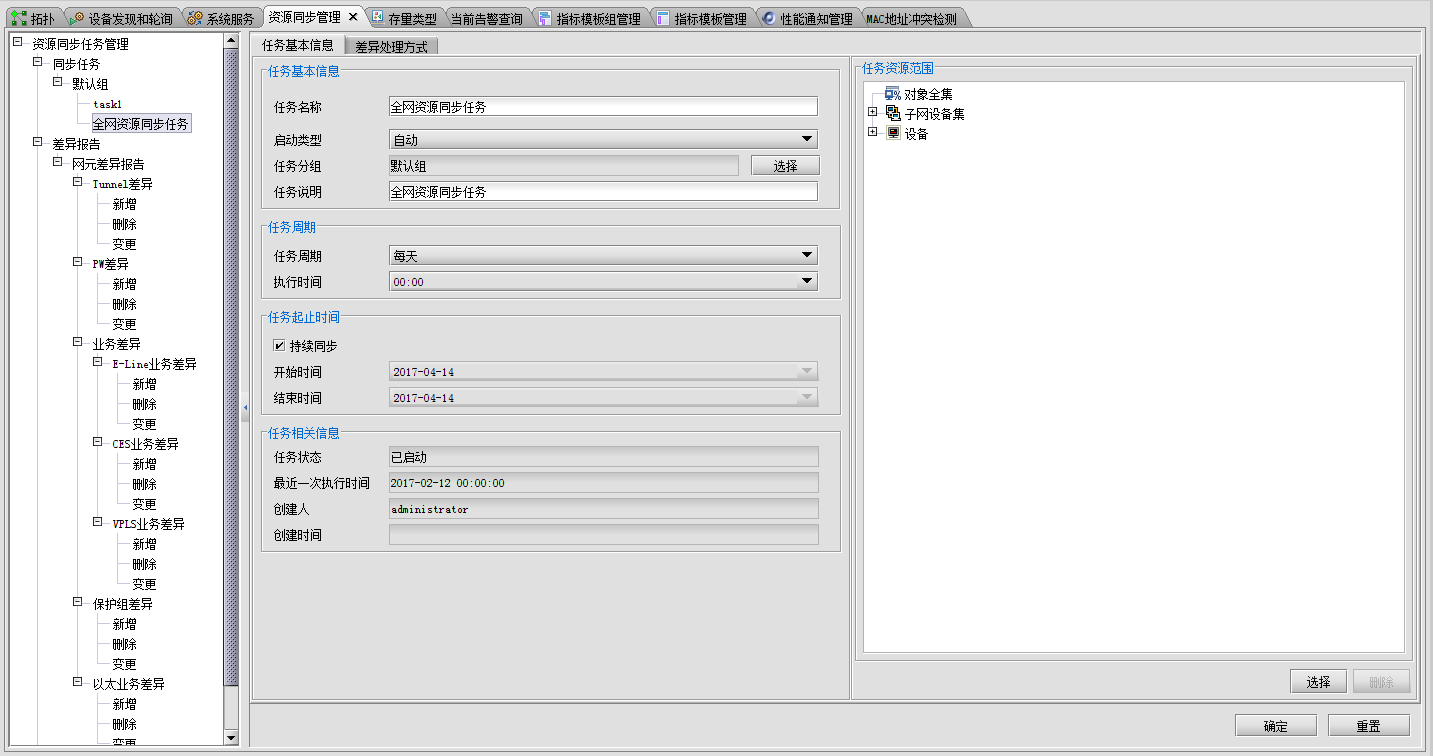 拓扑 设备发现和轮询 系统服务 资源同步管理 存量类型 当前告警查询 指标模板组管理 指标模板管理 性能通知管理 MAC地址冲突检测
资源同步任务管理
同步任务
默认组
task1
全网资源同步任务
差异报告
网元差异报告
Tunnel差异
新增
删除
变更
PW差异
新增
删除
变更
业务差异
E-Line业务差异
新增
删除
变更
CES业务差异
新增
删除
变更
VPLS业务差异
新增
删除
变更
保护组差异
新增
删除
变更
以太业务差异
新增
删除
变更
任务基本信息 差异处理方式
任务基本信息
任务名称 全网资源同步任务
启动类型 自动
任务分组 默认组 选择
任务说明 全网资源同步任务
任务周期
任务周期 每天
执行时间 00:00
任务起止时间
持续同步
开始时间 2017-04-14
结束时间 2017-04-14
任务相关信息
任务状态 已启动
最近一次执行时间 2017-02-12 00:00:00
创建人 administrator
创建时间
任务资源范围
对象全集
子网设备集
设备
选择 删除
确定 重置